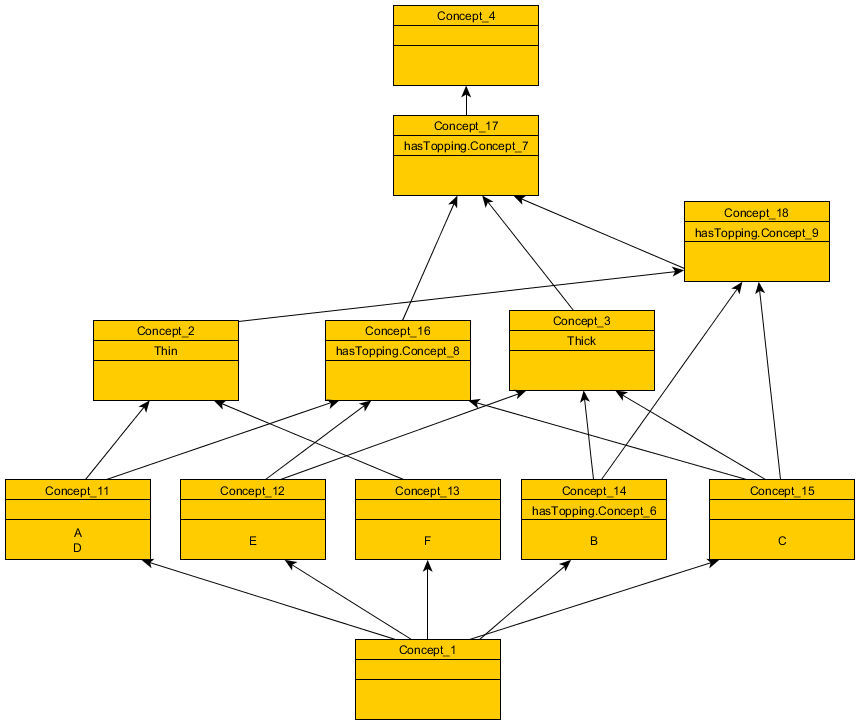 Concept_4
Concept_17
hasTopping.Concept_7
Concept_18
hasTopping.Concept_9
Concept_2
Thin
Concept_16
hasTopping.Concept_8
Concept_3
Thick
Concept_11
A
D
Concept_12
E
Concept_13
F
Concept_14
hasTopping.Concept_6
B
Concept_15
C
Concept_1